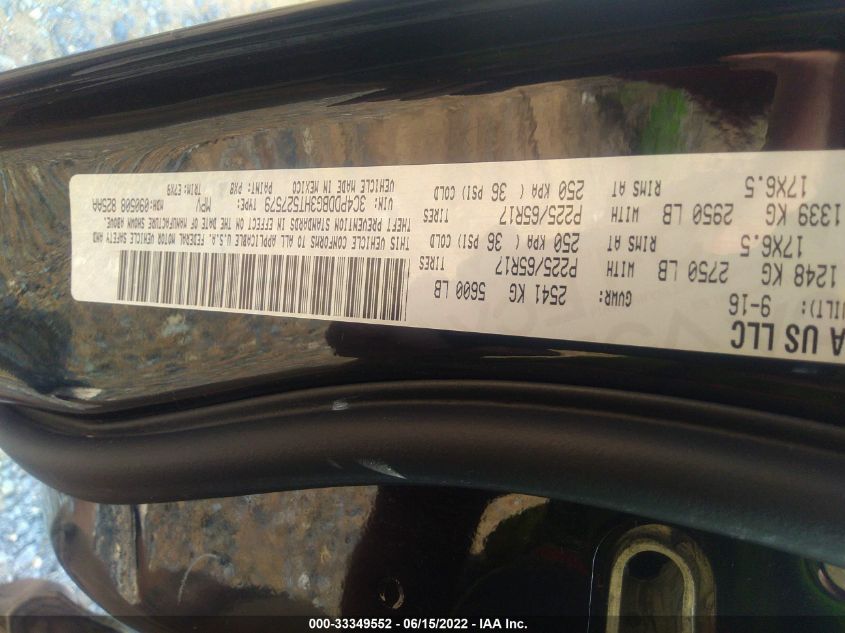 A US LLC
UILT): 9-16 GVWR: 2541 KG 5600 LB
1248 KG 2750 LB WITH P225/65R17 TIRES
17X6.5 RIMS AT 250 KPA ( 36 PSI) COLD
1339 KG 2950 LB WITH P225/65R17 TIRES
17X6.5 RIMS AT 250 KPA ( 36 PSI) COLD
THIS VEHICLE CONFORMS TO ALL APPLICABLE U.S.A. FEDERAL MOTOR VEHICLE SAFETY AND
THEFT PREVENTION STANDARDS IN EFFECT ON THE DATE OF MANUFACTURE SHOWN ABOVE.
VIN: 3C4PDDBG3HT527579 TYPE: MPV MDH:090508 825AA
VEHICLE MADE IN MEXICO PAINT: PX8 TRIM: E7X9
000-33349552 - 06/15/2022 - IAA Inc.